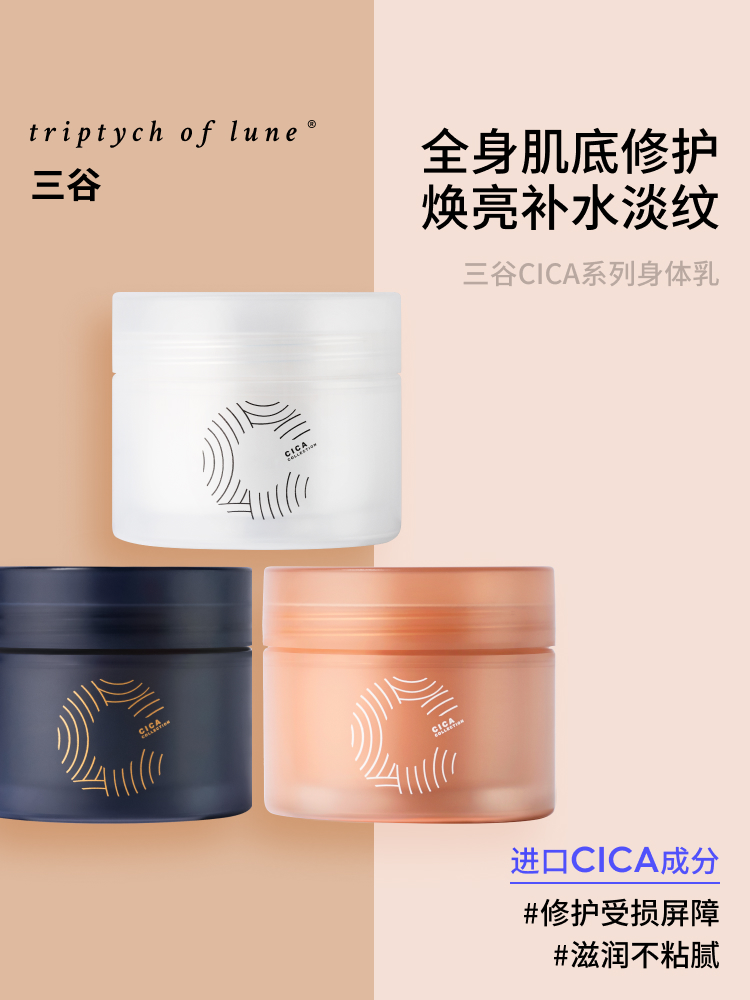 triptych of lune®
三谷
全身肌底修护
焕亮补水淡纹
三谷CICA系列身体乳
CICA
COLLECTION
CICA
COLLECTION
CICA
COLLECTION
进口CICA成分
#修护受损屏障
#滋润不粘腻